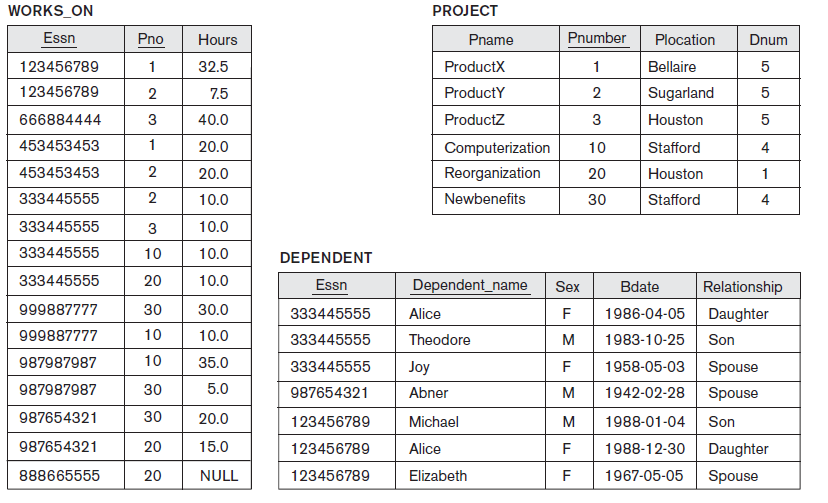 WORKS_ON
Essn Pno Hours
123456789 1 32.5
123456789 2 7.5
666884444 3 40.0
453453453 1 20.0
453453453 2 20.0
333445555 2 10.0
333445555 3 10.0
333445555 10 10.0
333445555 20 10.0
999887777 30 30.0
999887777 10 10.0
987987987 10 35.0
987987987 30 5.0
987654321 30 20.0
987654321 20 15.0
888665555 20 NULL
PROJECT
Pname Pnumber Plocation Dnum
ProductX 1 Bellaire 5
ProductY 2 Sugarland 5
ProductZ 3 Houston 5
Computerization 10 Stafford 4
Reorganization 20 Houston 1
Newbenefits 30 Stafford 4
DEPENDENT
Essn Dependent_name Sex Bdate Relationship
333445555 Alice F 1986-04-05 Daughter
333445555 Theodore M 1983-10-25 Son
333445555 Joy F 1958-05-03 Spouse
987654321 Abner M 1942-02-28 Spouse
123456789 Michael M 1988-01-04 Son
123456789 Alice F 1988-12-30 Daughter
123456789 Elizabeth F 1967-05-05 Spouse